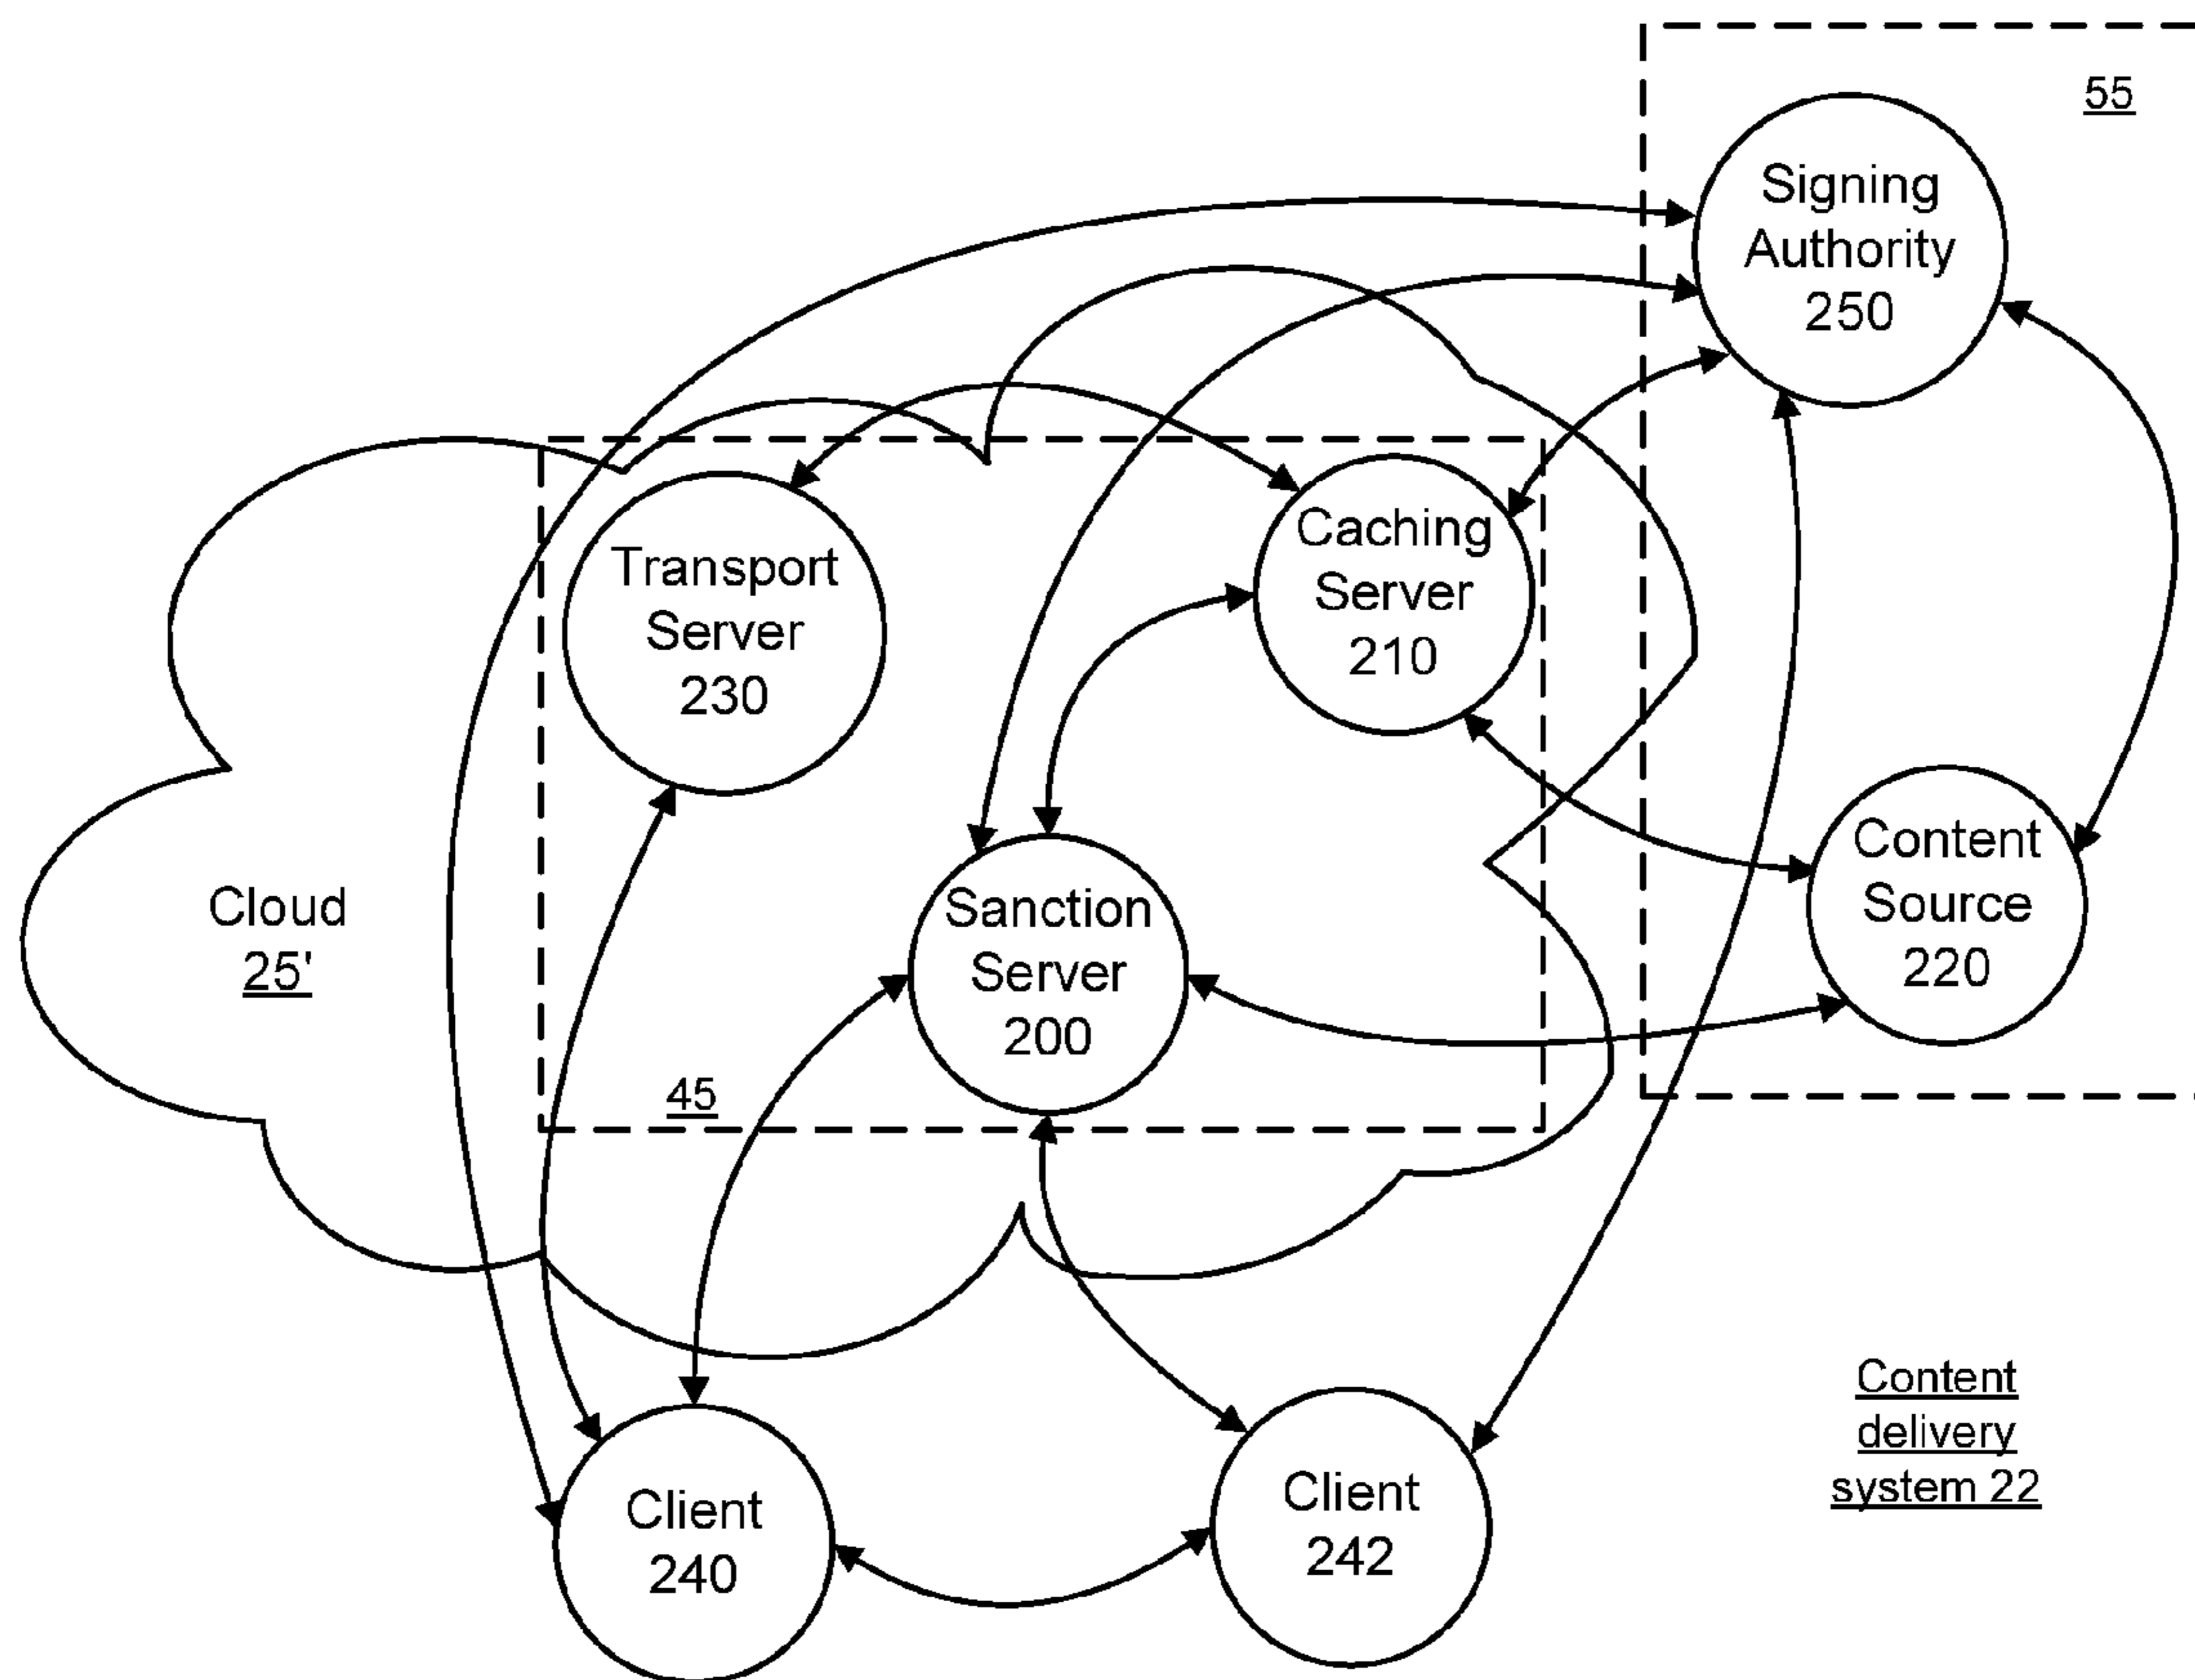 55
Signing
Authority
250
Caching
Server
210
Transport
Server
230
Content
Source
220
Cloud
25'
Sanction
Server
200
45
Content
delivery
system 22
Client
240
Client
242